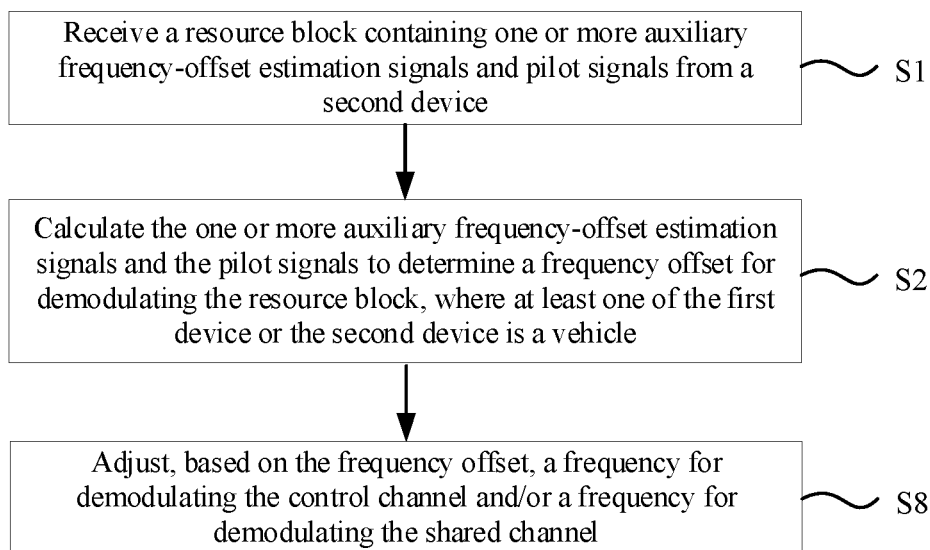 Receive a resource block containing one or more auxiliary
frequency-offset estimation signals and pilot signals from a
second device
S1
Calculate the one or more auxiliary frequency-offset estimation
signals and the pilot signals to determine a frequency offset for
demodulating the resource block, where at least one of the first
device or the second device is a vehicle
S2
Adjust, based on the frequency offset, a frequency for
demodulating the control channel and/or a frequency for
demodulating the shared channel
S8